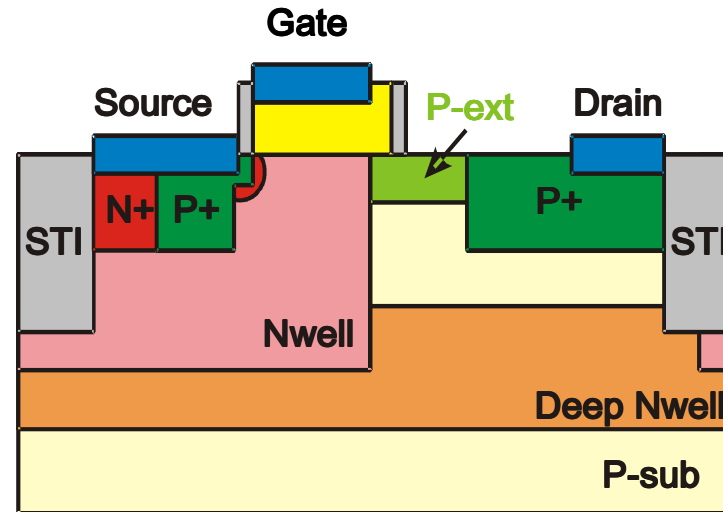 Gate
Source
P-ext
Drain
N+
P+
P+
STI
STI
Nwell
Deep Nwell
P-sub